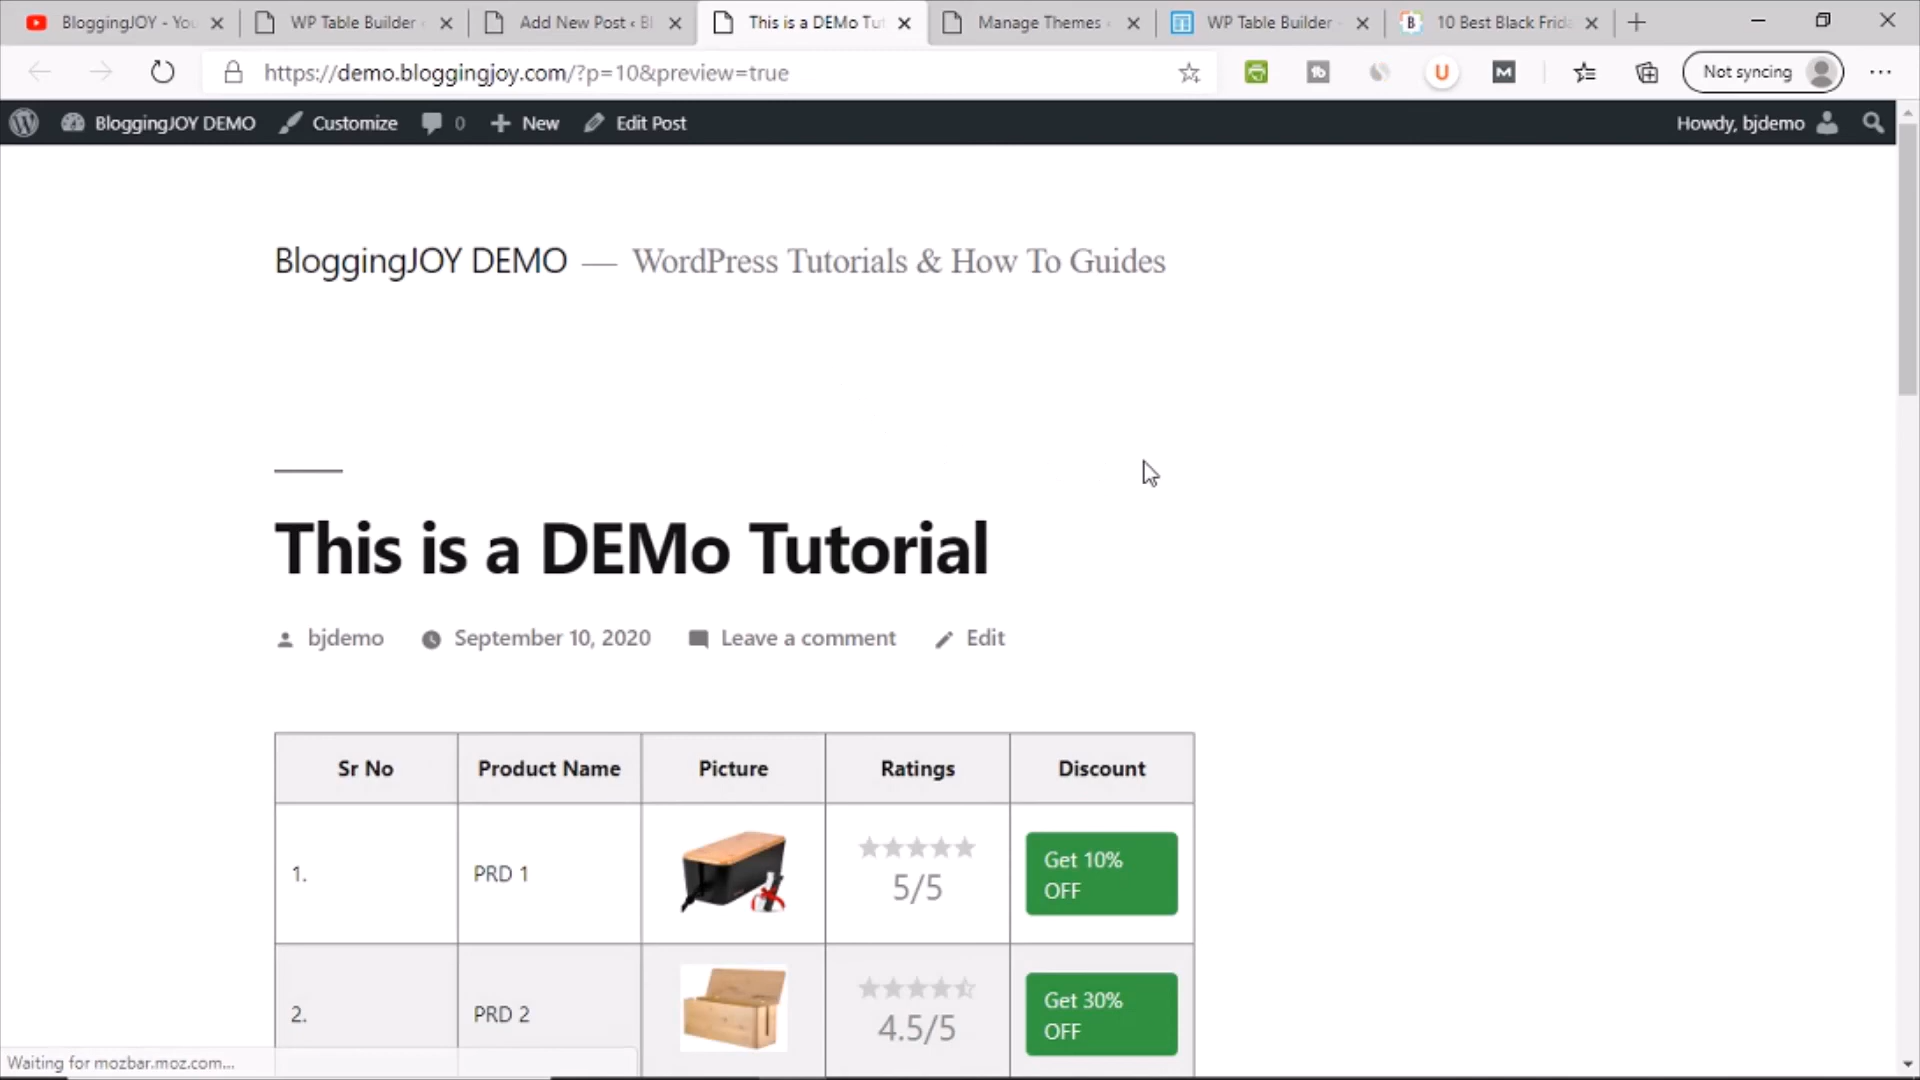 BloggingJOY - You
WP Table Builder
Add New Post ‹ Bl
This is a DEMo Tut
Manage Themes ‹
WP Table Builder
10 Best Black Frid
https://demo.bloggingjoy.com/?p=10&preview=true
Not syncing
BloggingJOY DEMO
Customize
0
New
Edit Post
Howdy, bjdemo
BloggingJOY DEMO — WordPress Tutorials & How To Guides
This is a DEMo Tutorial
bjdemo
September 10, 2020
Leave a comment
Edit
Sr No
Product Name
Picture
Ratings
Discount
1.
PRD 1
5/5
Get 10%
OFF
2.
PRD 2
4.5/5
Get 30%
OFF
Waiting for mozbar.moz.com...